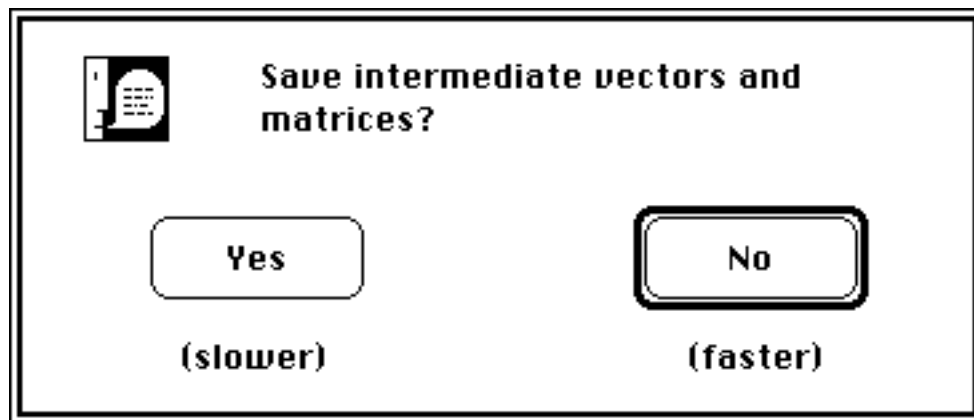 Save intermediate vectors and
matrices?
Yes
No
(slower)
(faster)